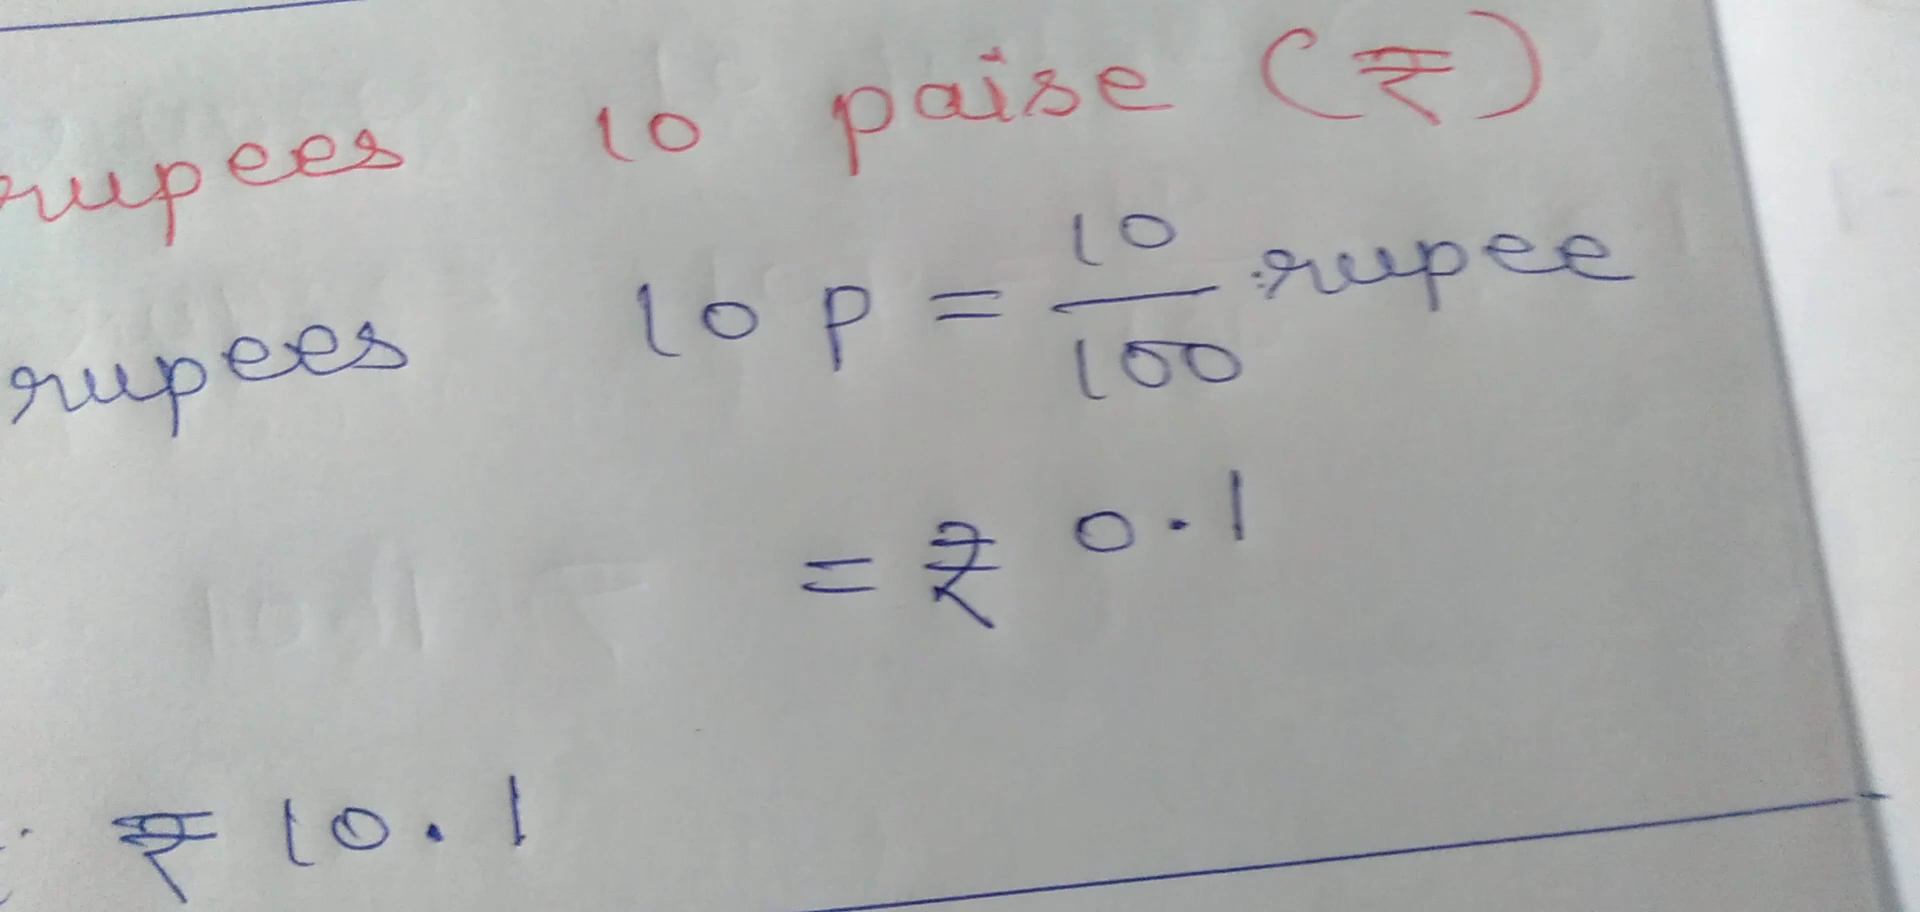 rupees 10 paise (₹)
rupees 10 p = 10/100 rupee
= ₹ 0.1
₹ 10.1